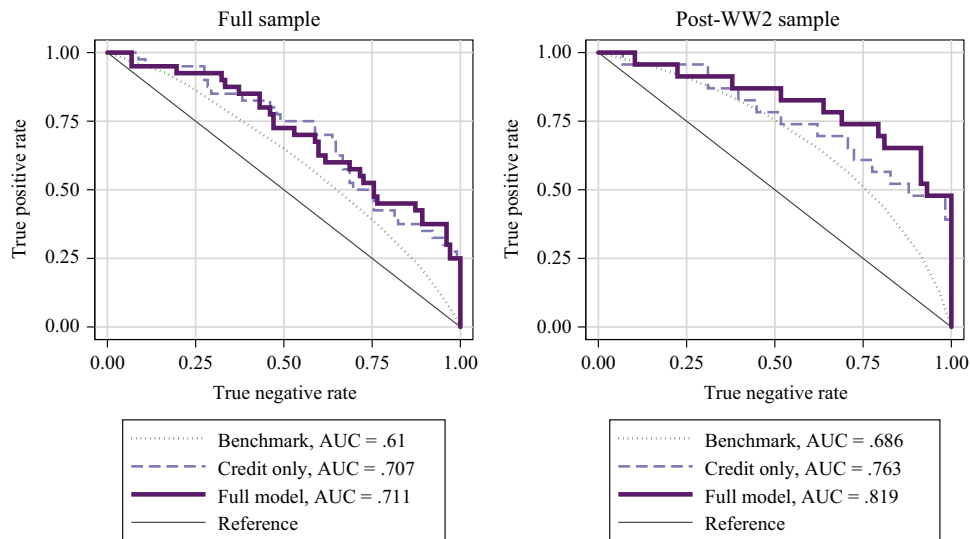 Full sample
1.00
0.75
0.50
0.25
0.00
True positive rate
0.00 0.25 0.50 0.75 1.00
True negative rate
Benchmark, AUC = .61
Credit only, AUC = .707
Full model, AUC = .711
Reference
Post-WW2 sample
1.00
0.75
0.50
0.25
0.00
True positive rate
0.00 0.25 0.50 0.75 1.00
True negative rate
Benchmark, AUC = .686
Credit only, AUC = .763
Full model, AUC = .819
Reference